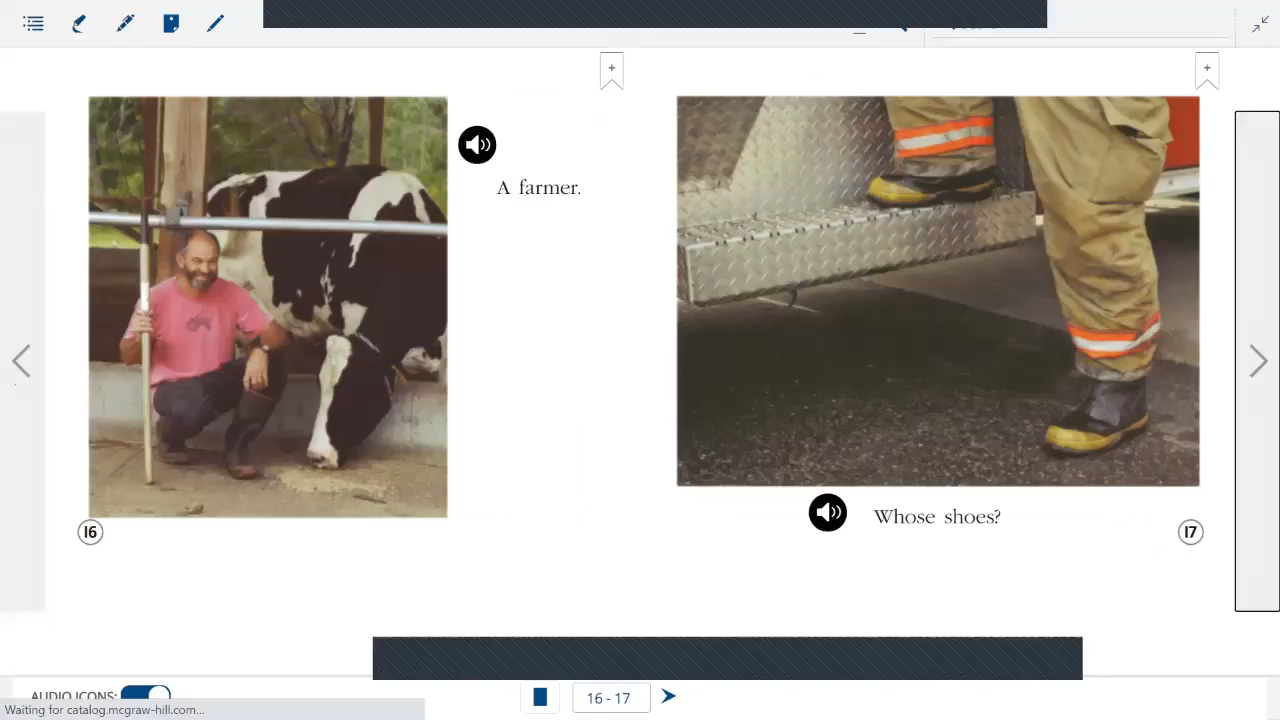 A farmer.
16
Whose shoes?
17
AUDIO ICONS:
16 - 17
Waiting for catalog.mcgraw-hill.com...